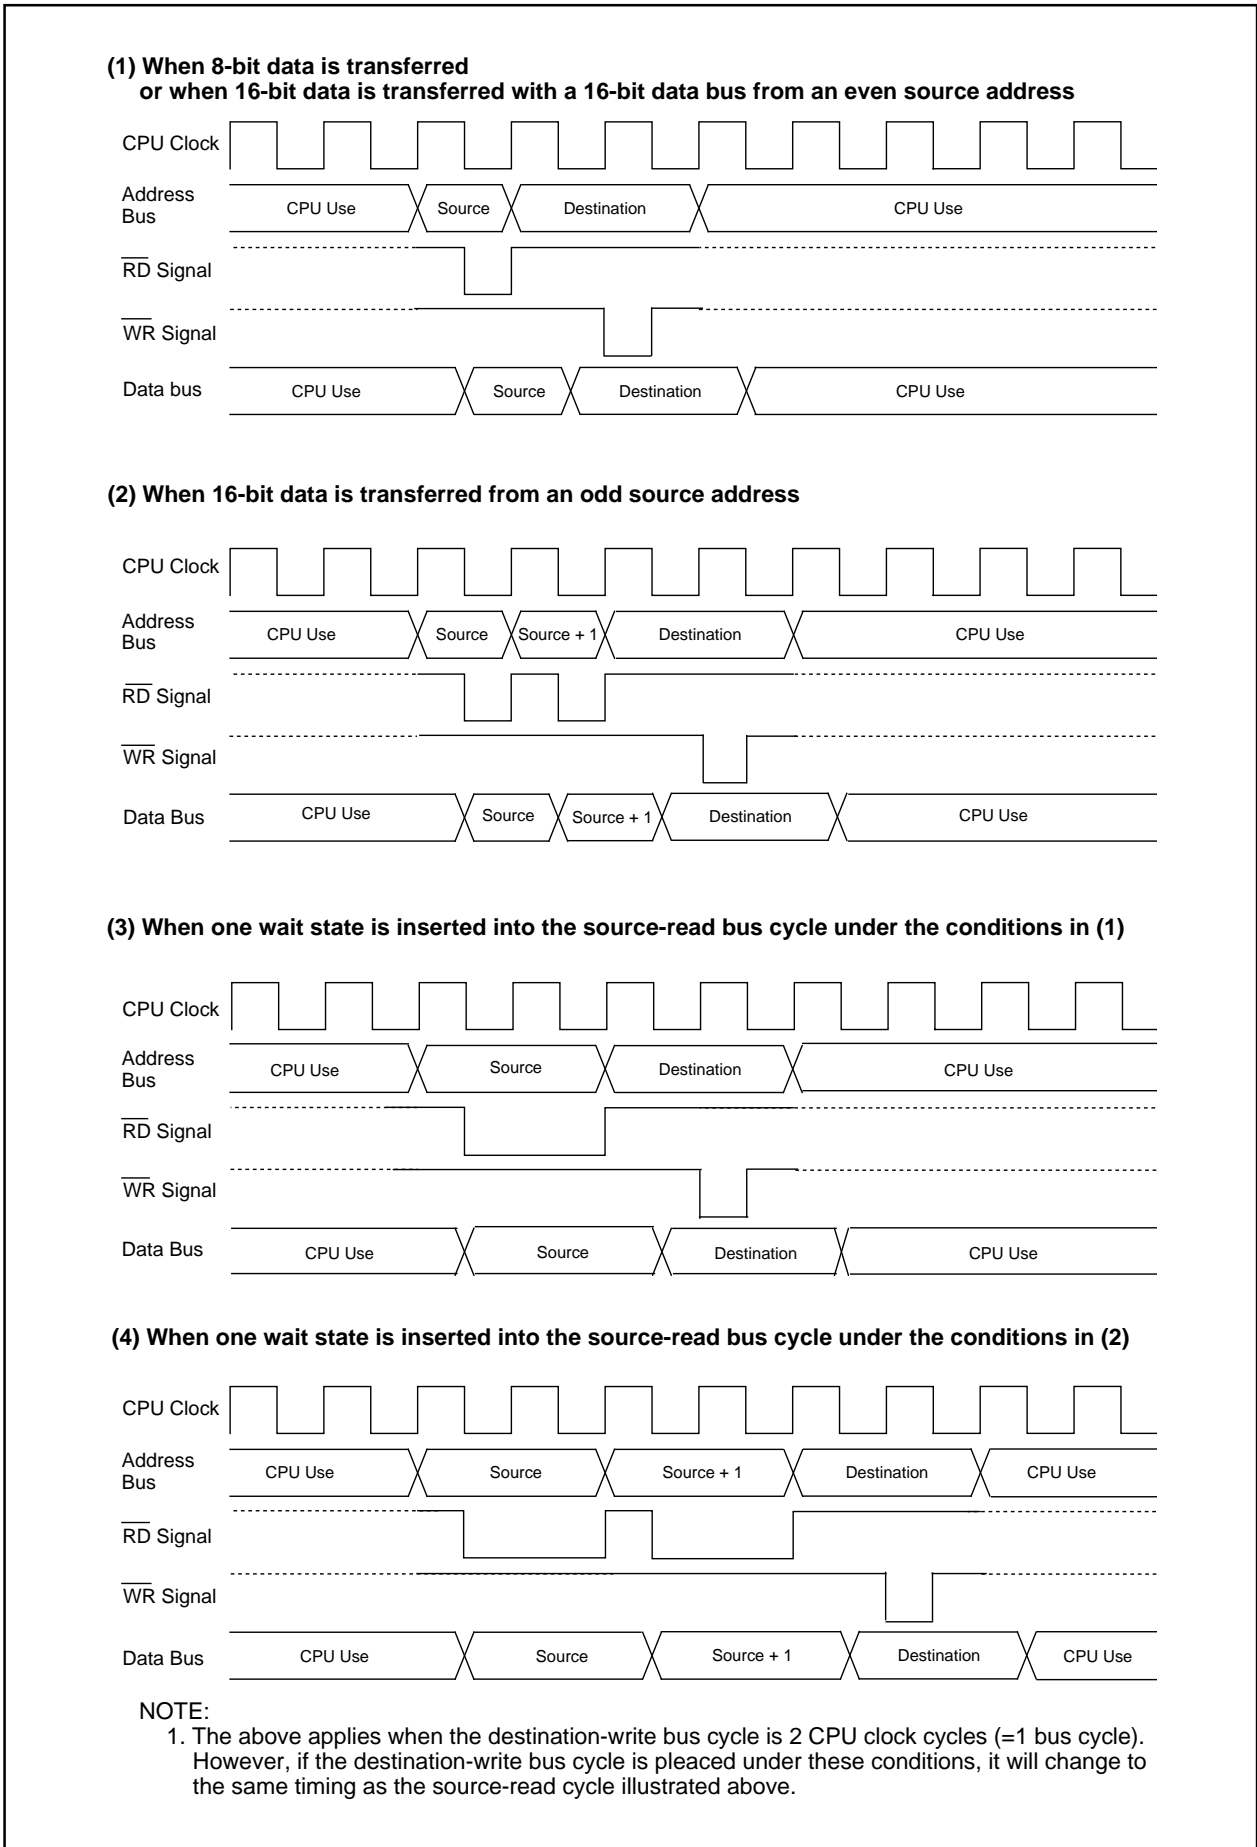 (1) When 8-bit data is transferred
or when 16-bit data is transferred with a 16-bit data bus from an even source address
CPU Clock
Address
Bus
CPU Use
Source
Destination
CPU Use
RD Signal
WR Signal
Data bus
CPU Use
Source
Destination
CPU Use
(2) When 16-bit data is transferred from an odd source address
CPU Clock
Address
Bus
CPU Use
Source
Source + 1
Destination
CPU Use
RD Signal
WR Signal
Data Bus
CPU Use
Source
Source + 1
Destination
CPU Use
(3) When one wait state is inserted into the source-read bus cycle under the conditions in (1)
CPU Clock
Address
Bus
CPU Use
Source
Destination
CPU Use
RD Signal
WR Signal
Data Bus
CPU Use
Source
Destination
CPU Use
(4) When one wait state is inserted into the source-read bus cycle under the conditions in (2)
CPU Clock
Address
Bus
CPU Use
Source
Source + 1
Destination
CPU Use
RD Signal
WR Signal
Data Bus
CPU Use
Source
Source + 1
Destination
CPU Use
NOTE:
1. The above applies when the destination-write bus cycle is 2 CPU clock cycles (=1 bus cycle).
However, if the destination-write bus cycle is pleaced under these conditions, it will change to
the same timing as the source-read cycle illustrated above.